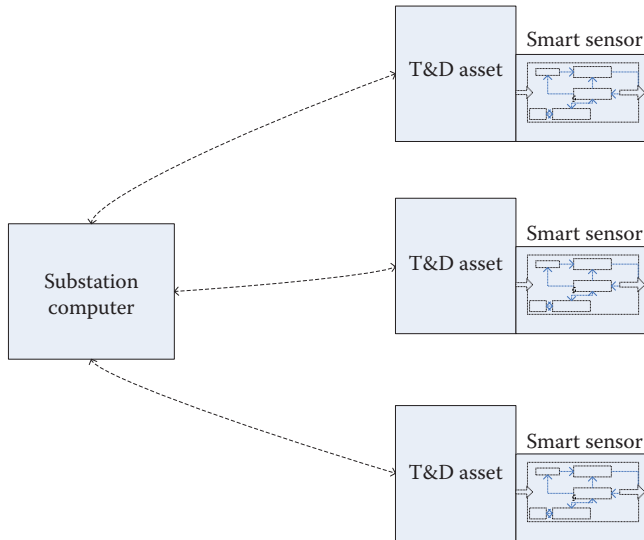 Smart sensor
T&D asset
Smart sensor
T&D asset
Substation
computer
Smart sensor
T&D asset